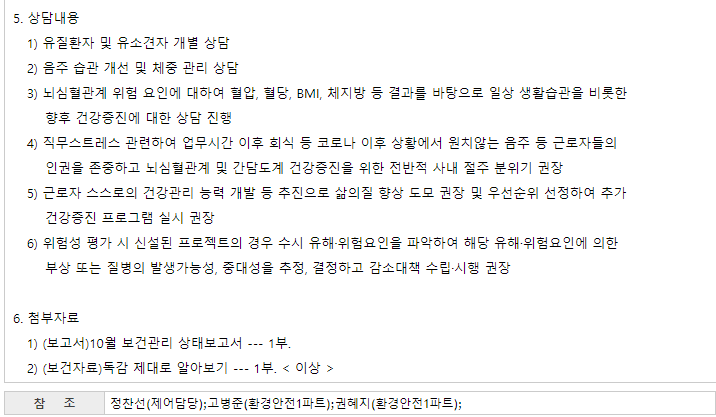 5. 상담내용
1) 유질환자 및 유소견자 개별 상담
2) 음주 습관 개선 및 체중 관리 상담
3) 뇌심혈관계 위험 요인에 대하여 혈압, 혈당, BMI, 체지방 등 결과를 바탕으로 일상 생활습관을 비롯한
향후 건강증진에 대한 상담 진행
4) 직무스트레스 관련하여 업무시간 이후 회식 등 코로나 이후 상황에서 원치않는 음주 등 근로자들의
인권을 존중하고 뇌심혈관계 및 간담도계 건강증진을 위한 전반적 사내 절주 분위기 권장
5) 근로자 스스로의 건강관리 능력 개발 등 추진으로 삶의질 향상 도모 권장 및 우선순위 선정하여 추가
건강증진 프로그램 실시 권장
6) 위험성 평가 시 신설된 프로젝트의 경우 수시 유해·위험요인을 파악하여 해당 유해·위험요인에 의한
부상 또는 질병의 발생가능성, 중대성을 추정, 결정하고 감소대책 수립·시행 권장
6. 첨부자료
1) (보고서)10월 보건관리 상태보고서 --- 1부.
2) (보건자료)독감 제대로 알아보기 --- 1부. < 이상 >
참 조 정찬선(제어담당);고병준(환경안전1파트);권혜지(환경안전1파트);